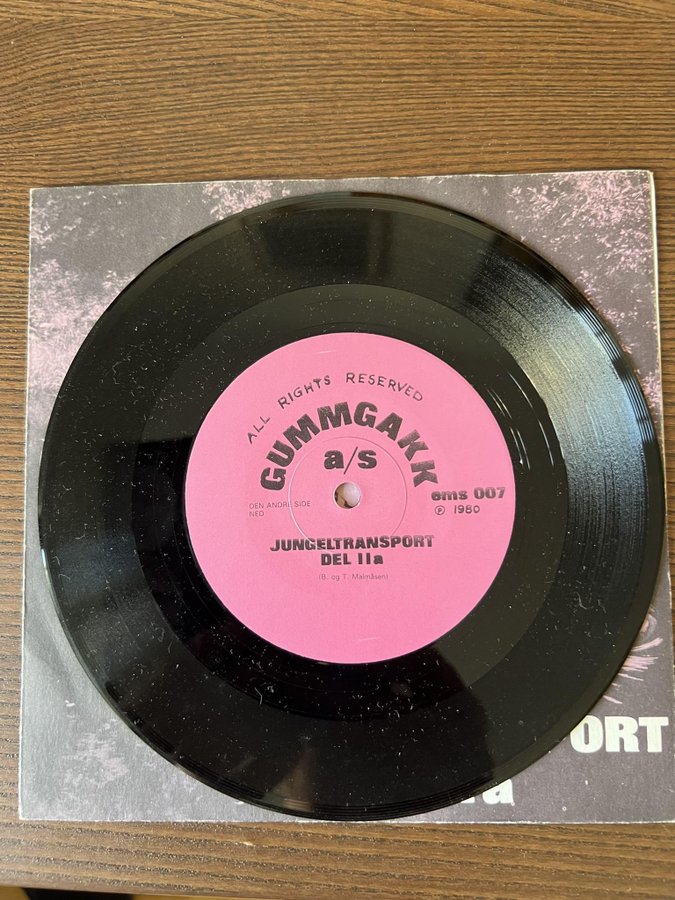 ALL RIGHTS RESERVED
GUMMGAKK
a/s
ems 007
DEN ANDRE SIDE
NED
℗ 1980
JUNGELTRANSPORT
DEL IIa
(B. og T. Malmåsen)
ORT